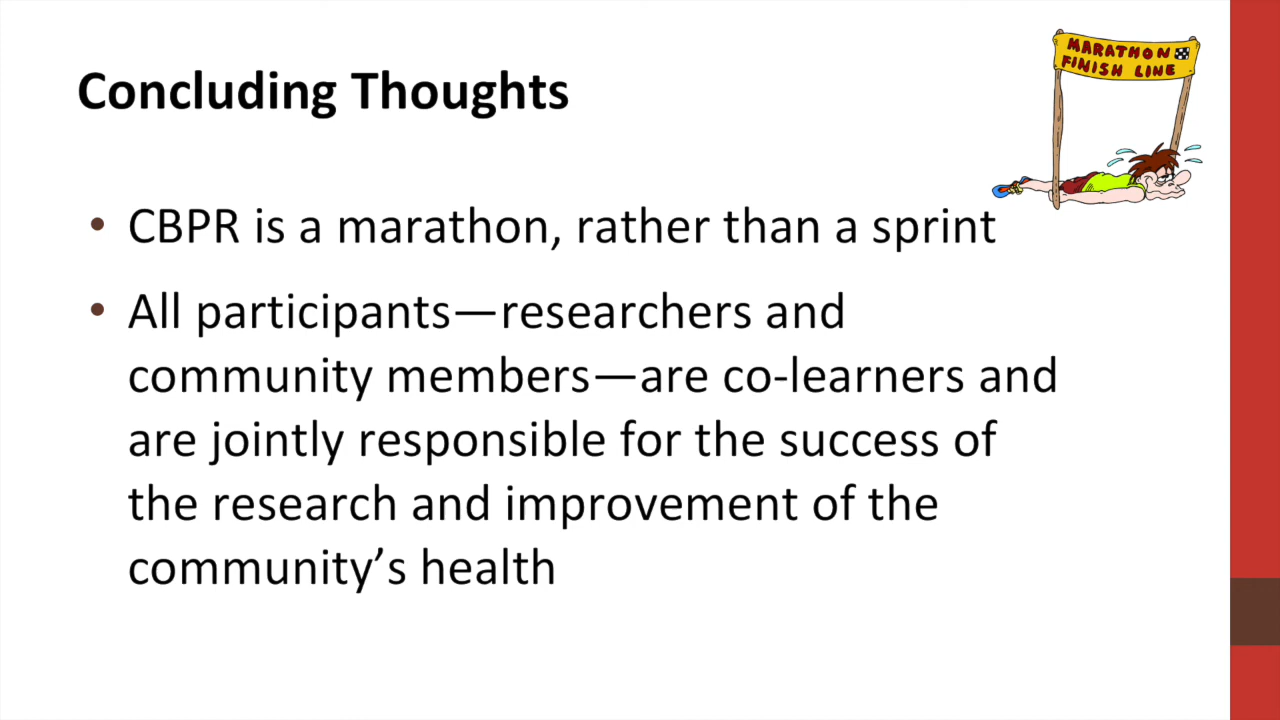 MARATHON
FINISH LINE
Concluding Thoughts
• CBPR is a marathon, rather than a sprint
• All participants—researchers and
community members—are co-learners and
are jointly responsible for the success of
the research and improvement of the
community’s health